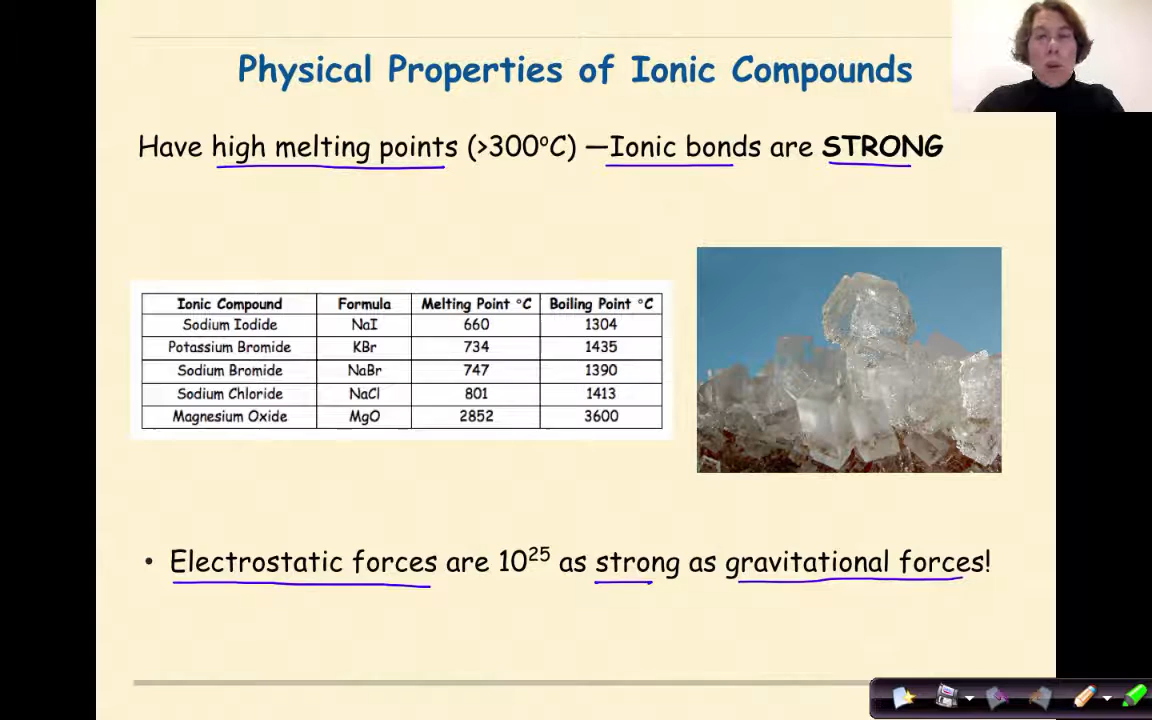 Physical Properties of Ionic Compounds
Have high melting points (>300°C) —Ionic bonds are STRONG
Ionic Compound Formula Melting Point °C Boiling Point °C
Sodium Iodide NaI 660 1304
Potassium Bromide KBr 734 1435
Sodium Bromide NaBr 747 1390
Sodium Chloride NaCl 801 1413
Magnesium Oxide MgO 2852 3600
• Electrostatic forces are 10²⁵ as strong as gravitational forces!